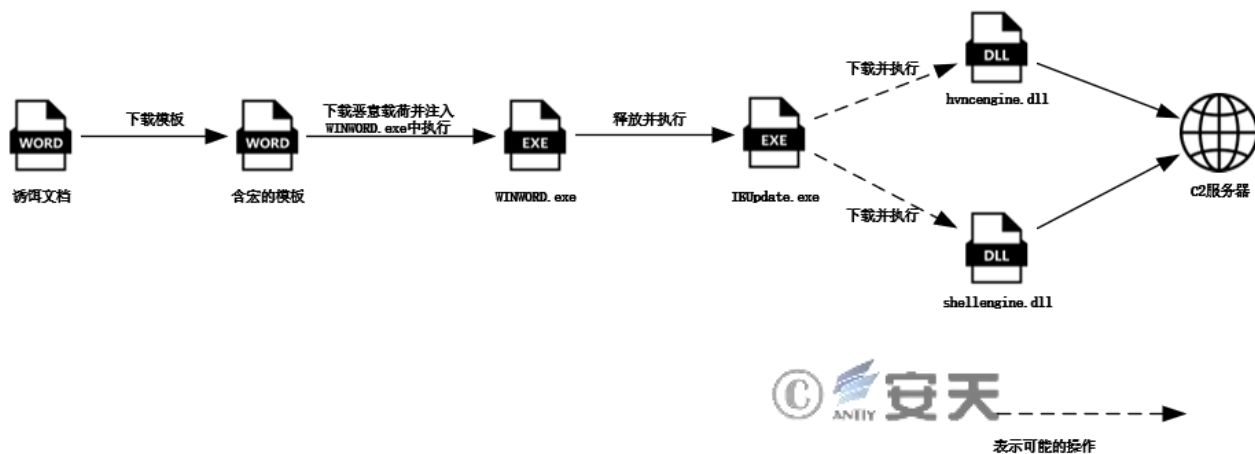 DLL
下载并执行
hvncengine.dll
下载模板
下载恶意载荷并注入
WINWORD.exe中执行
释放并执行
WORD
WORD
EXE
EXE
诱饵文档
含宏的模板
WINWORD.exe
IEUpdate.exe
C2服务器
下载并执行
DLL
shellengine.dll
© ANTIY 安天
表示可能的操作